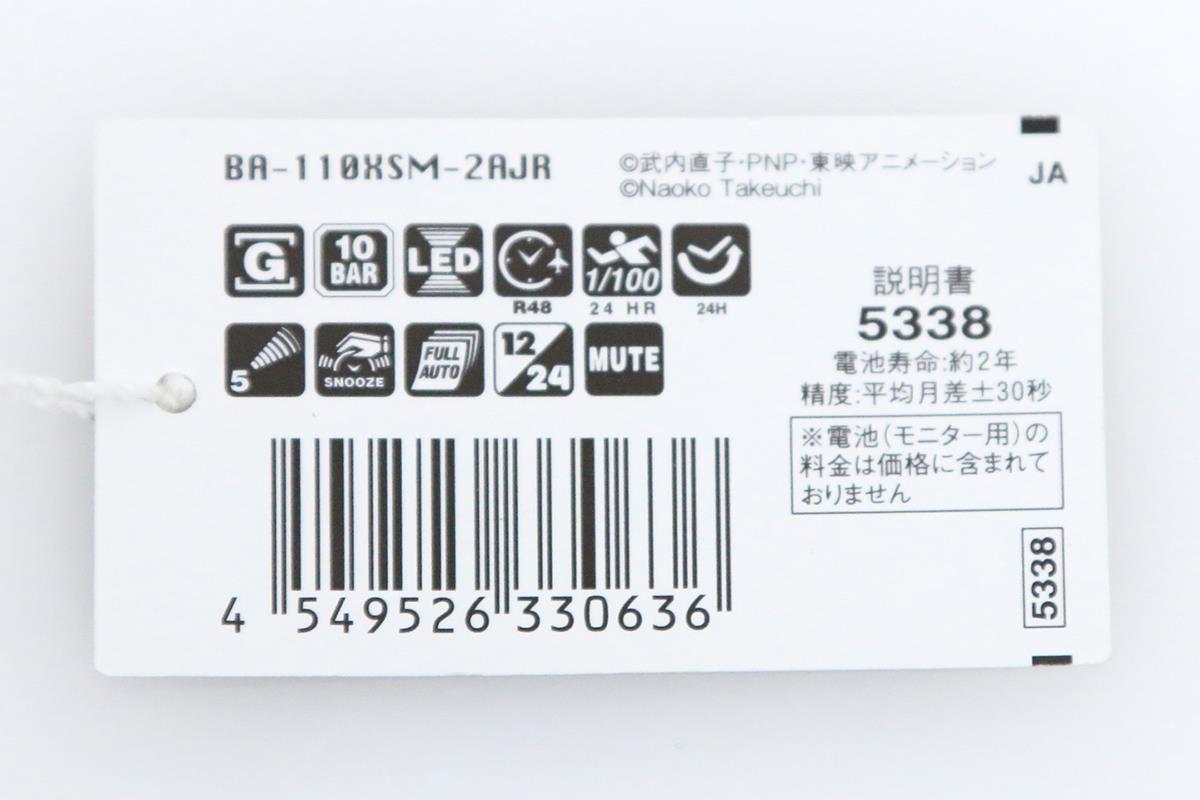 BA-110XSM-2AJR
©武内直子・PNP・東映アニメーション
©Naoko Takeuchi
JA
G
10 BAR
LED
R48
1/100
24 HR
24H
5
SNOOZE
FULL AUTO
12/24
MUTE
説明書
5338
電池寿命:約2年
精度:平均月差±30秒
※電池(モニター用)の
料金は価格に含まれて
おりません
5338
4 549526 330636